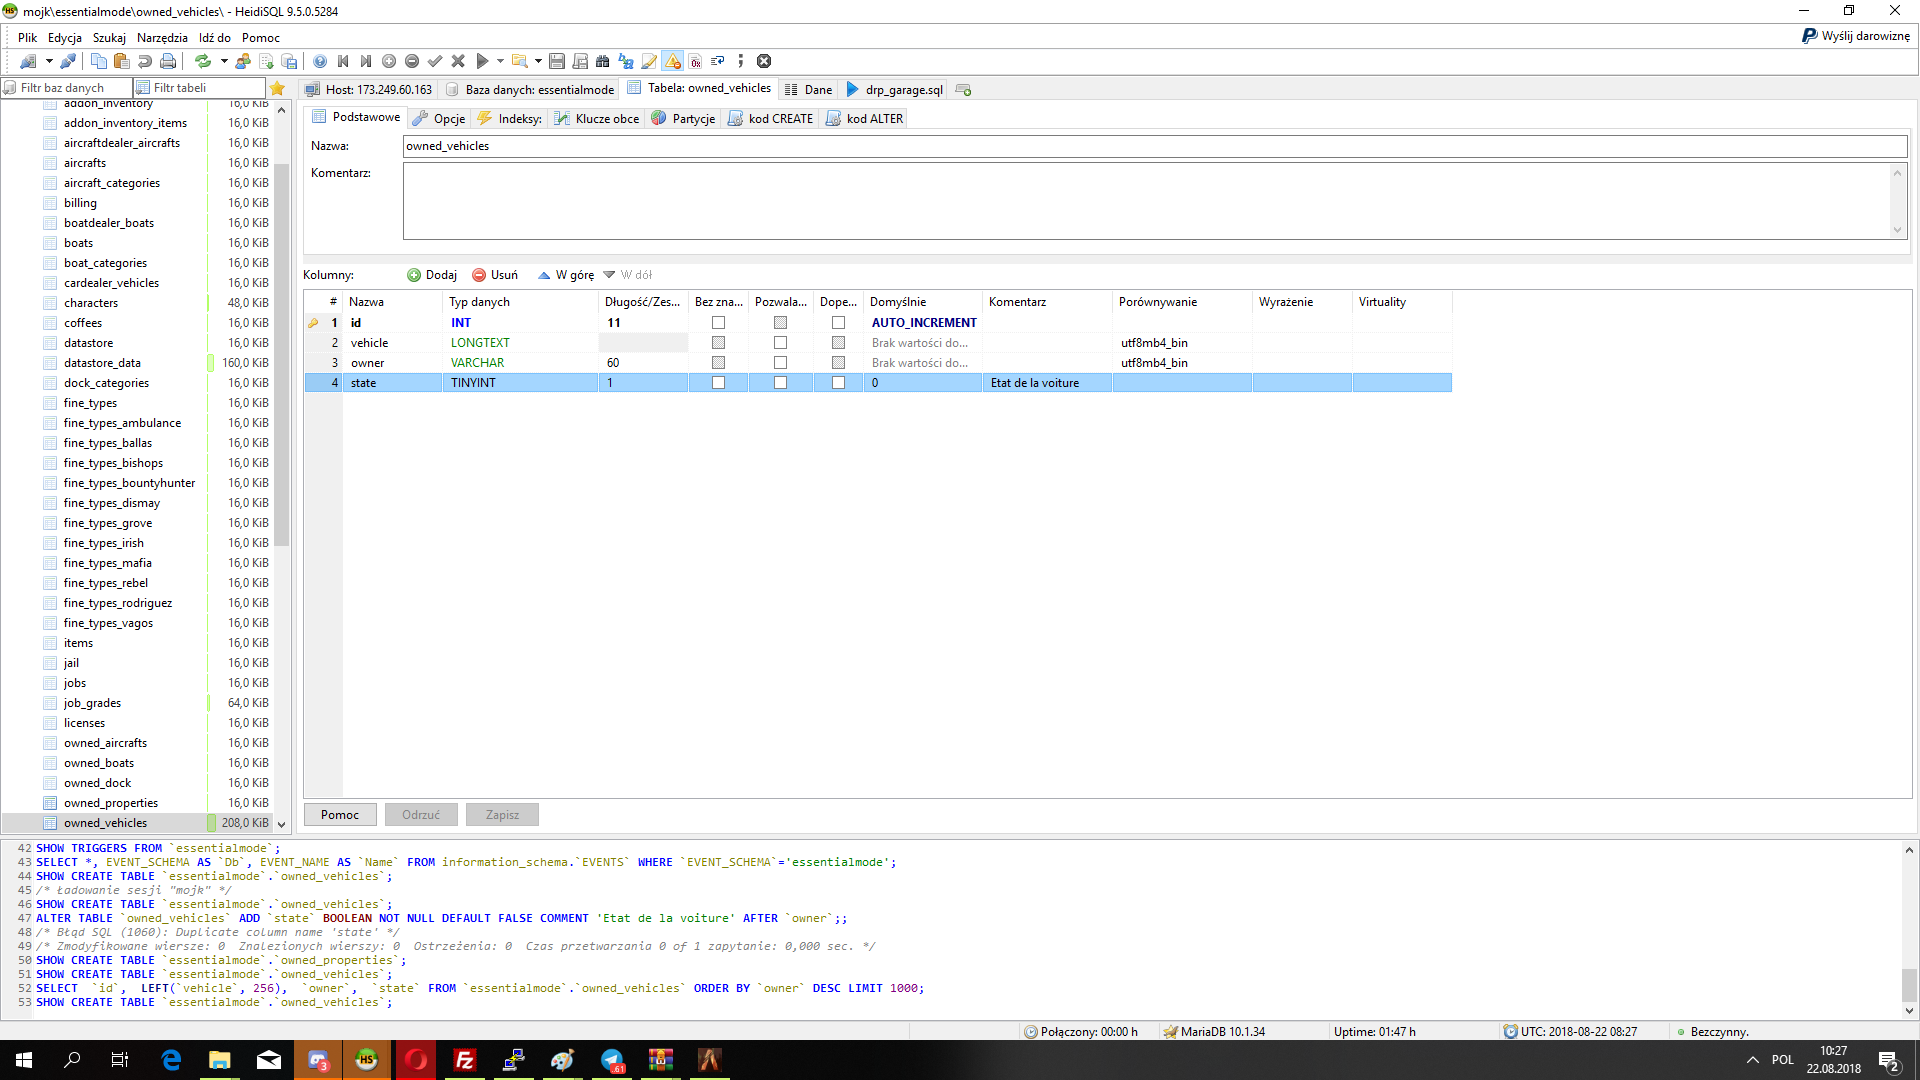 mojk\essentialmode\owned_vehicles\ - HeidiSQL 9.5.0.5284
Plik Edycja Szukaj Narzędzia Idź do Pomoc
Wyślij darowiznę
Filtr baz danych Filtr tabeli
Host: 173.249.60.163 Baza danych: essentialmode Tabela: owned_vehicles Dane drp_garage.sql
addon_inventory 16,0 KiB
addon_inventory_items 16,0 KiB
aircraftdealer_aircrafts 16,0 KiB
aircrafts 16,0 KiB
aircraft_categories 16,0 KiB
billing 16,0 KiB
boatdealer_boats 16,0 KiB
boats 16,0 KiB
boat_categories 16,0 KiB
cardealer_vehicles 16,0 KiB
characters 48,0 KiB
coffees 16,0 KiB
datastore 16,0 KiB
datastore_data 160,0 KiB
dock_categories 16,0 KiB
fine_types 16,0 KiB
fine_types_ambulance 16,0 KiB
fine_types_ballas 16,0 KiB
fine_types_bishops 16,0 KiB
fine_types_bountyhunter 16,0 KiB
fine_types_dismay 16,0 KiB
fine_types_grove 16,0 KiB
fine_types_irish 16,0 KiB
fine_types_mafia 16,0 KiB
fine_types_rebel 16,0 KiB
fine_types_rodriguez 16,0 KiB
fine_types_vagos 16,0 KiB
items 16,0 KiB
jail 16,0 KiB
jobs 16,0 KiB
job_grades 64,0 KiB
licenses 16,0 KiB
owned_aircrafts 16,0 KiB
owned_boats 16,0 KiB
owned_dock 16,0 KiB
owned_properties 16,0 KiB
owned_vehicles 208,0 KiB
Podstawowe Opcje Indeksy: Klucze obce Partycje kod CREATE kod ALTER
Nazwa: owned_vehicles
Komentarz:
Kolumny: Dodaj Usuń W górę W dół
# Nazwa Typ danych Długość/Zes... Bez zna... Pozwala... Dope... Domyślnie Komentarz Porównywanie Wyrażenie Virtuality
1 id INT 11 AUTO_INCREMENT
2 vehicle LONGTEXT Brak wartości do... utf8mb4_bin
3 owner VARCHAR 60 Brak wartości do... utf8mb4_bin
4 state TINYINT 1 0 Etat de la voiture
Pomoc Odrzuć Zapisz
42 SHOW TRIGGERS FROM `essentialmode`;
43 SELECT *, EVENT_SCHEMA AS `Db`, EVENT_NAME AS `Name` FROM information_schema.`EVENTS` WHERE `EVENT_SCHEMA`='essentialmode';
44 SHOW CREATE TABLE `essentialmode`.`owned_vehicles`;
45 /* Ładowanie sesji "mojk" */
46 SHOW CREATE TABLE `essentialmode`.`owned_vehicles`;
47 ALTER TABLE `owned_vehicles` ADD `state` BOOLEAN NOT NULL DEFAULT FALSE COMMENT 'Etat de la voiture' AFTER `owner`;;
48 /* Błąd SQL (1060): Duplicate column name 'state' */
49 /* Zmodyfikowane wiersze: 0 Znalezionych wierszy: 0 Ostrzeżenia: 0 Czas przetwarzania 0 of 1 zapytanie: 0,000 sec. */
50 SHOW CREATE TABLE `essentialmode`.`owned_properties`;
51 SHOW CREATE TABLE `essentialmode`.`owned_vehicles`;
52 SELECT `id`, LEFT(`vehicle`, 256), `owner`, `state` FROM `essentialmode`.`owned_vehicles` ORDER BY `owner` DESC LIMIT 1000;
53 SHOW CREATE TABLE `essentialmode`.`owned_vehicles`;
Połączony: 00:00 h MariaDB 10.1.34 Uptime: 01:47 h UTC: 2018-08-22 08:27 Bezczynny.
3 HS Fz 61 POL 10:27
22.08.2018 2